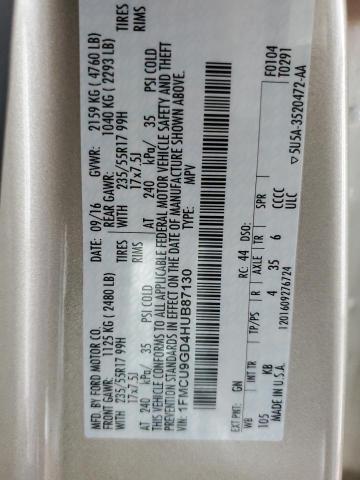 MFD. BY FORD MOTOR CO.
DATE: 09/16 GVWR: 2159 KG ( 4760 LB)
FRONT GAWR: 1125 KG ( 2480 LB) REAR GAWR: 1040 KG ( 2293 LB)
WITH 235/55R17 99H TIRES WITH 235/55R17 99H TIRES
17x7.5J RIMS 17x7.5J RIMS
AT 240 kPa/ 35 PSI COLD AT 240 kPa/ 35 PSI COLD
THIS VEHICLE CONFORMS TO ALL APPLICABLE FEDERAL MOTOR VEHICLE SAFETY AND THEFT
PREVENTION STANDARDS IN EFFECT ON THE DATE OF MANUFACTURE SHOWN ABOVE.
VIN: 1FMCU9GD4HUB87130
TYPE: MPV
F0104
T0291
EXT PNT: GN RC: 44 DSO:
WB INT TR TP/PS R AXLE TR SPR
105 KB 4 35 6 CCCC
MADE IN U.S.A. ULC
1201609276724
▽5U5A-3520472-AA